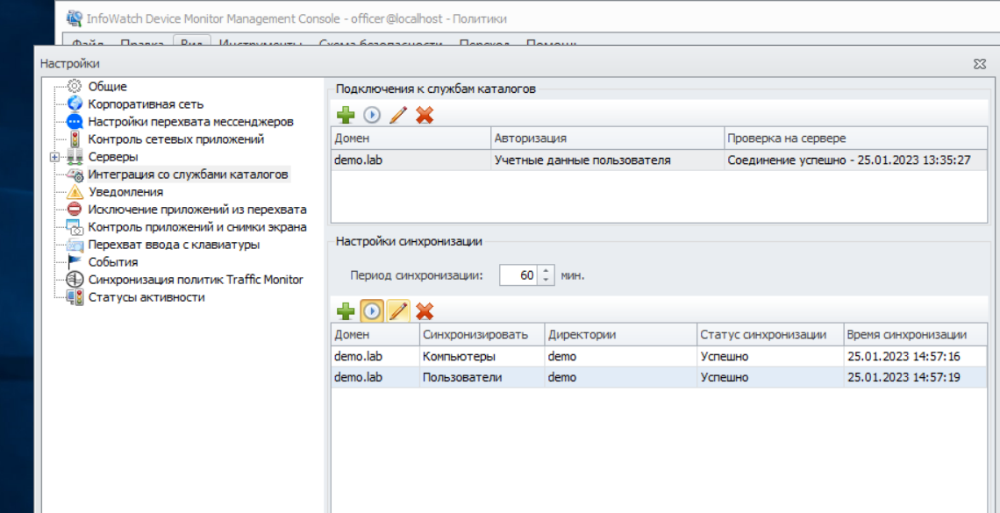 InfoWatch Device Monitor Management Console - officer@localhost - Политики
Файл Правка Вид Инструменты Схема безопасности Переход Помощь
Настройки
Общие
Корпоративная сеть
Настройки перехвата мессенджеров
Контроль сетевых приложений
Серверы
Интеграция со службами каталогов
Уведомления
Исключение приложений из перехвата
Контроль приложений и снимки экрана
Перехват ввода с клавиатуры
События
Синхронизация политик Traffic Monitor
Статусы активности
Подключения к службам каталогов
Домен Авторизация Проверка на сервере
demo.lab Учетные данные пользователя Соединение успешно - 25.01.2023 13:35:27
Настройки синхронизации
Период синхронизации: 60 мин.
Домен Синхронизировать Директории Статус синхронизации Время синхронизации
demo.lab Компьютеры demo Успешно 25.01.2023 14:57:16
demo.lab Пользователи demo Успешно 25.01.2023 14:57:19